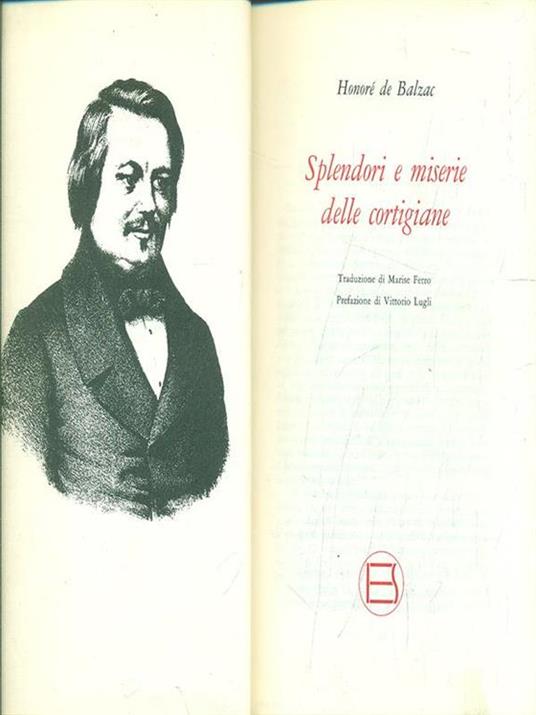 Honoré de Balzac
Splendori e miserie
delle cortigiane
Traduzione di Marise Ferro
Prefazione di Vittorio Lugli